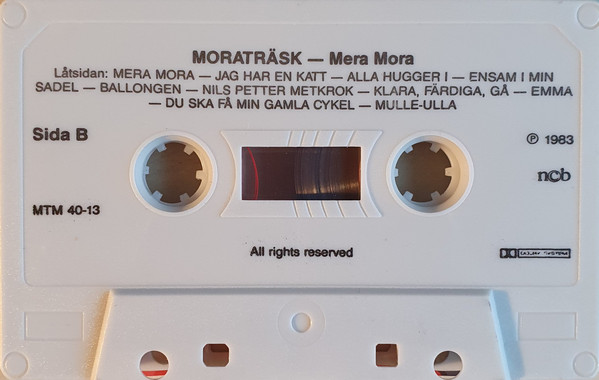 MORATRÄSK — Mera Mora
Låtsidan: MERA MORA — JAG HAR EN KATT — ALLA HUGGER I — ENSAM I MIN
SADEL — BALLONGEN — NILS PETTER METKROK — KLARA, FÄRDIGA, GÅ — EMMA
— DU SKA FÅ MIN GAMLA CYKEL — MULLE-ULLA
Sida B
℗ 1983
ncb
MTM 40-13
All rights reserved
DOLBY SYSTEM